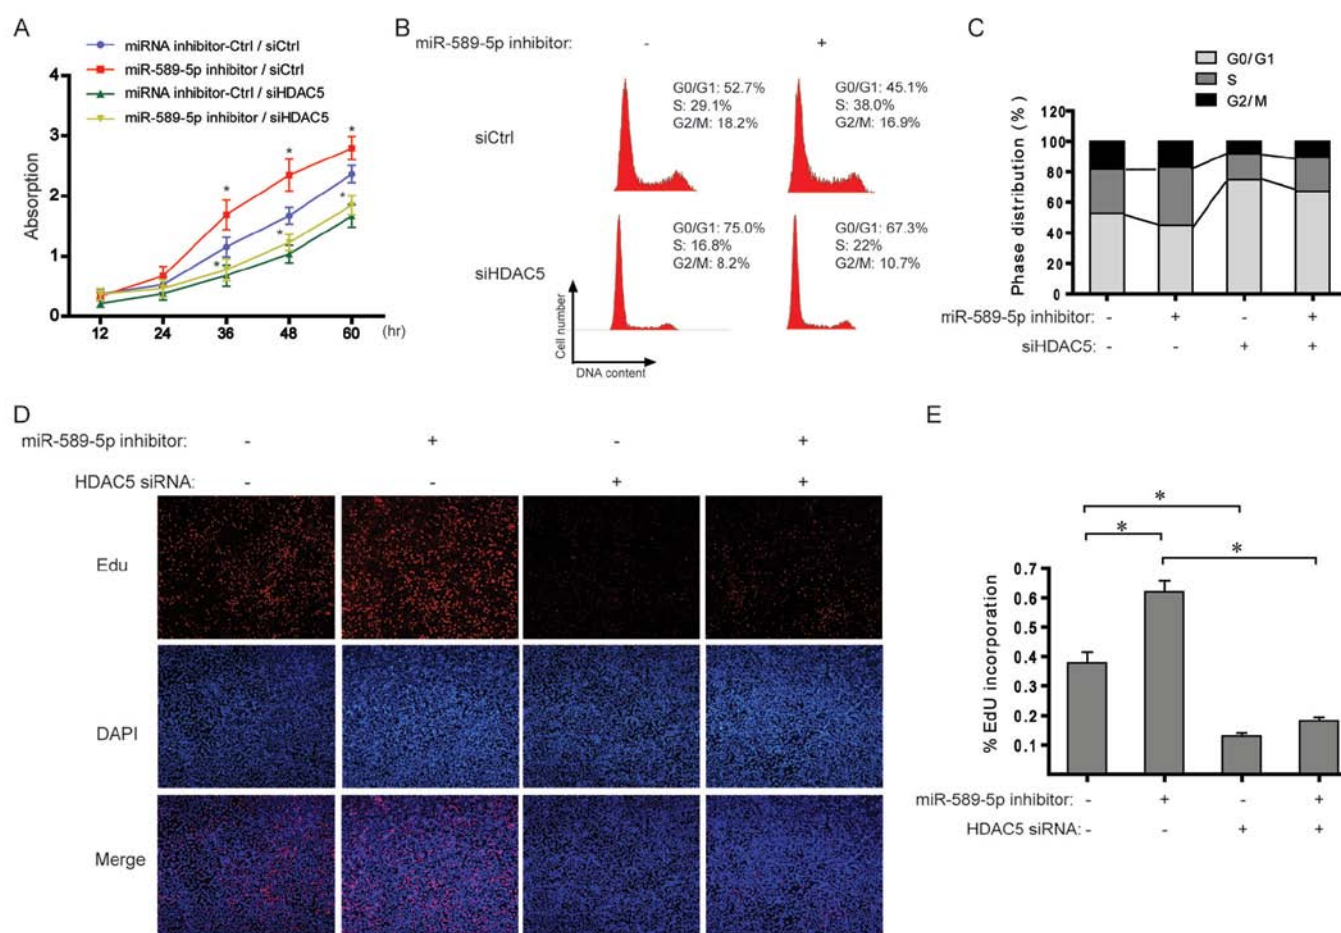 A
miRNA inhibitor-Ctrl / siCtrl
miR-589-5p inhibitor / siCtrl
miRNA inhibitor-Ctrl / siHDAC5
miR-589-5p inhibitor / siHDAC5
Absorption
4
3
2
1
0
* * *
* * *
12 24 36 48 60 (hr)
B
miR-589-5p inhibitor: - +
siCtrl
G0/G1: 52.7%
S: 29.1%
G2/M: 18.2%
G0/G1: 45.1%
S: 38.0%
G2/M: 16.9%
siHDAC5
G0/G1: 75.0%
S: 16.8%
G2/M: 8.2%
G0/G1: 67.3%
S: 22%
G2/M: 10.7%
Cell number
DNA content
C
G0/G1
S
G2/M
Phase distribution (%)
120
100
80
60
40
20
0
miR-589-5p inhibitor: - + - +
siHDAC5: - - + +
D
miR-589-5p inhibitor: - + - +
HDAC5 siRNA: - - + +
Edu
DAPI
Merge
E
*
*
*
% EdU incorporation
0.7
0.6
0.5
0.4
0.3
0.2
0.1
miR-589-5p inhibitor: - + - +
HDAC5 siRNA: - - + +